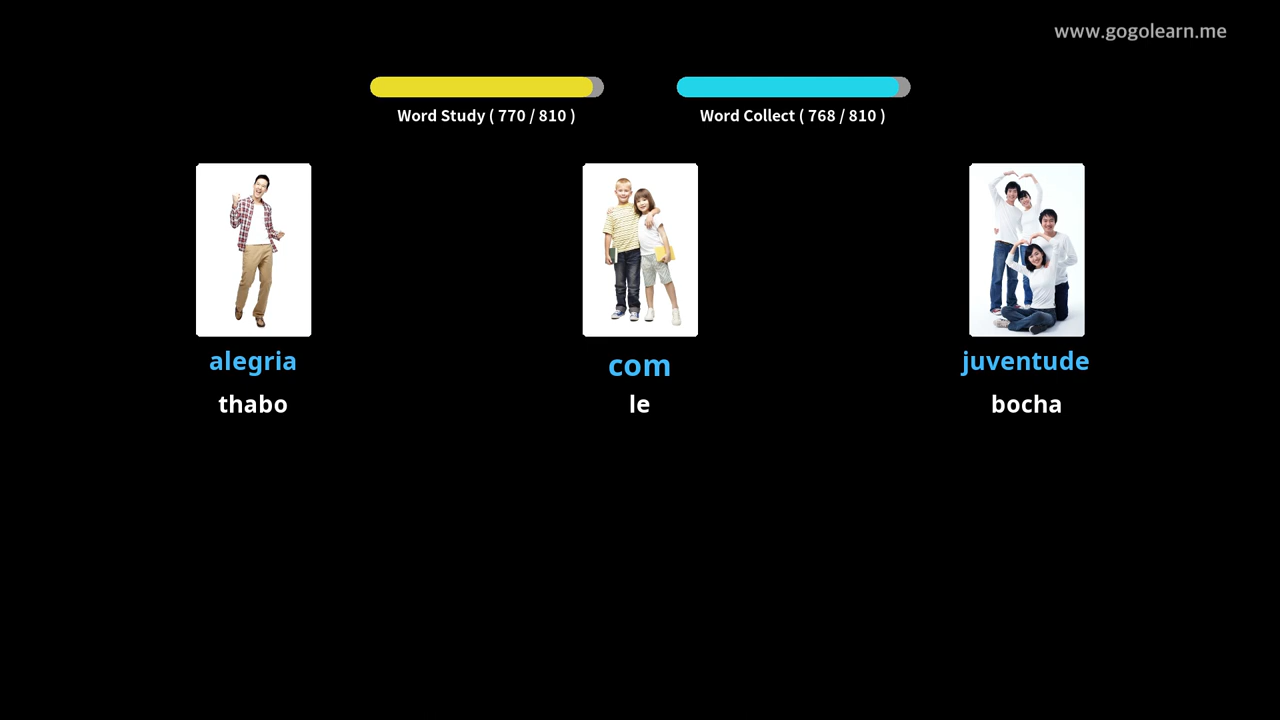 www.gogolearn.me
Word Study ( 770 / 810 )
Word Collect ( 768 / 810 )
alegria
com
juventude
thabo
le
bocha